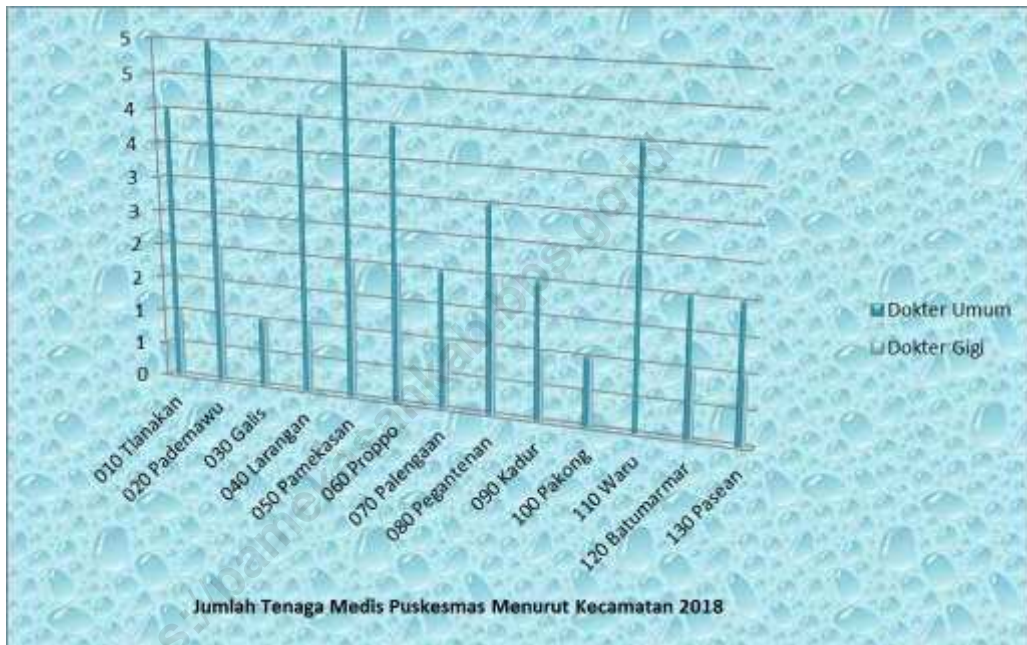 5
5
4
4
3
3
2
2
1
1
0
010 Tlanakan
020 Pademawu
030 Galis
040 Larangan
050 Pamekasan
060 Proppo
070 Palengaan
080 Pegantenan
090 Kadur
100 Pakong
110 Waru
120 Batumarmar
130 Pasean
Dokter Umum
Dokter Gigi
Jumlah Tenaga Medis Puskesmas Menurut Kecamatan 2018